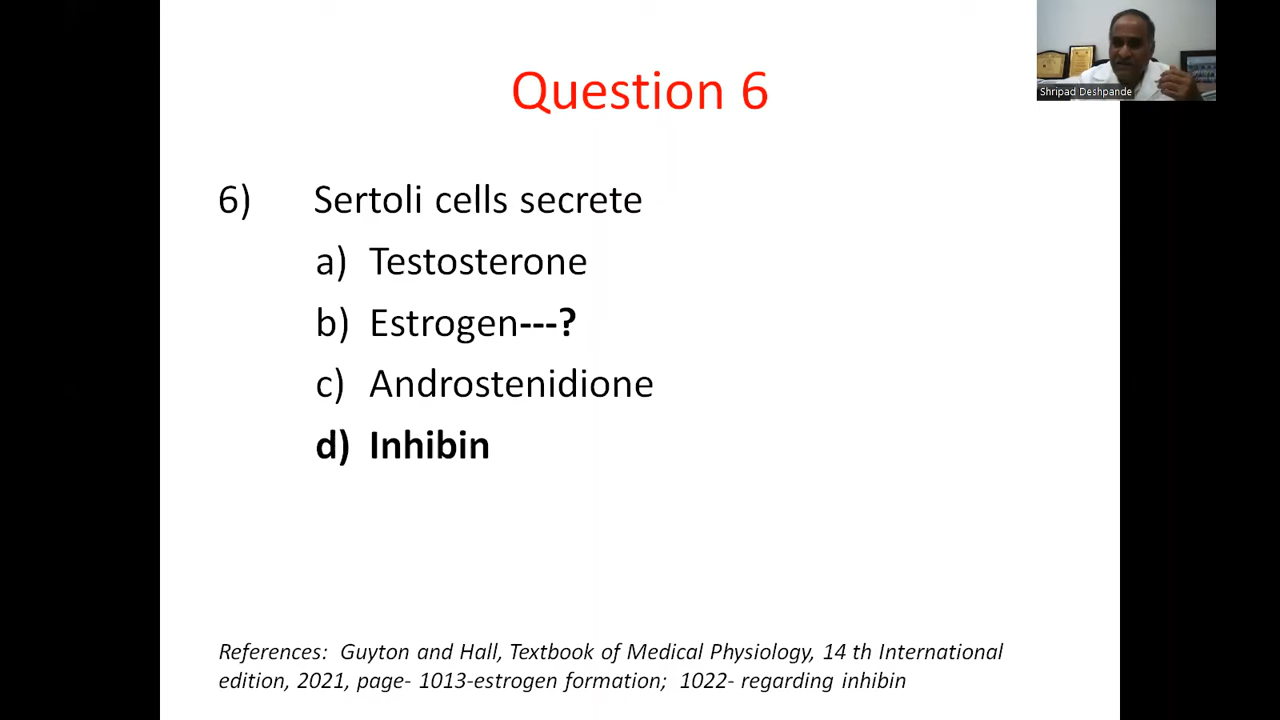 Question 6
Shripad Deshpande
6) Sertoli cells secrete
a) Testosterone
b) Estrogen---?
c) Androstenidione
d) Inhibin
References: Guyton and Hall, Textbook of Medical Physiology, 14 th International
edition, 2021, page- 1013-estrogen formation; 1022- regarding inhibin